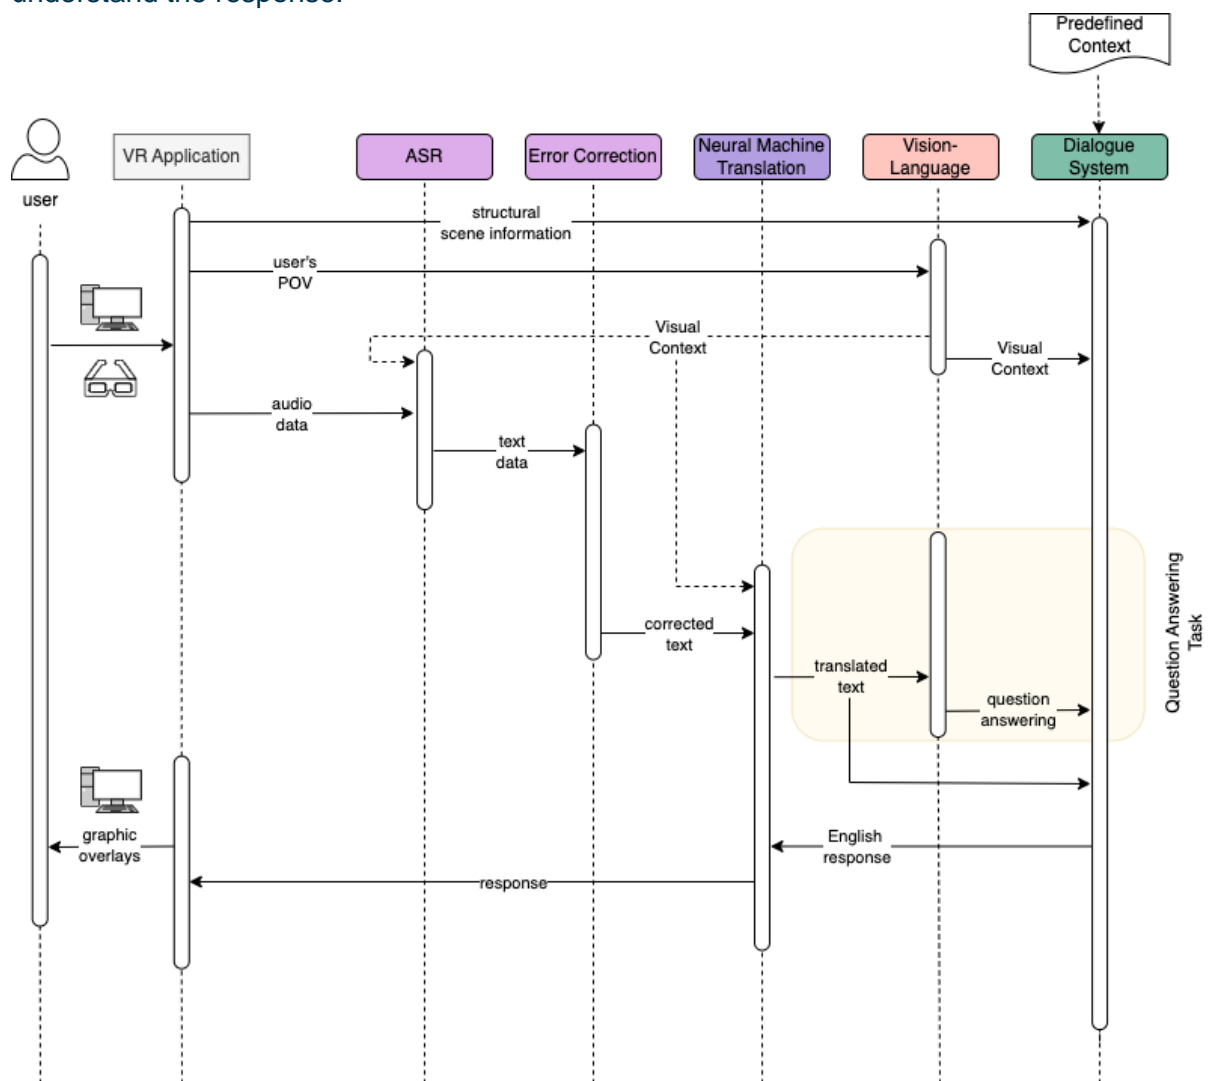 understand the response.
Predefined
Context
user
VR Application
ASR
Error Correction
Neural Machine
Translation
Vision-
Language
Dialogue
System
structural
scene information
user's
POV
Visual
Context
Visual
Context
audio
data
text
data
corrected
text
translated
text
question
answering
Question Answering
Task
graphic
overlays
English
response
response